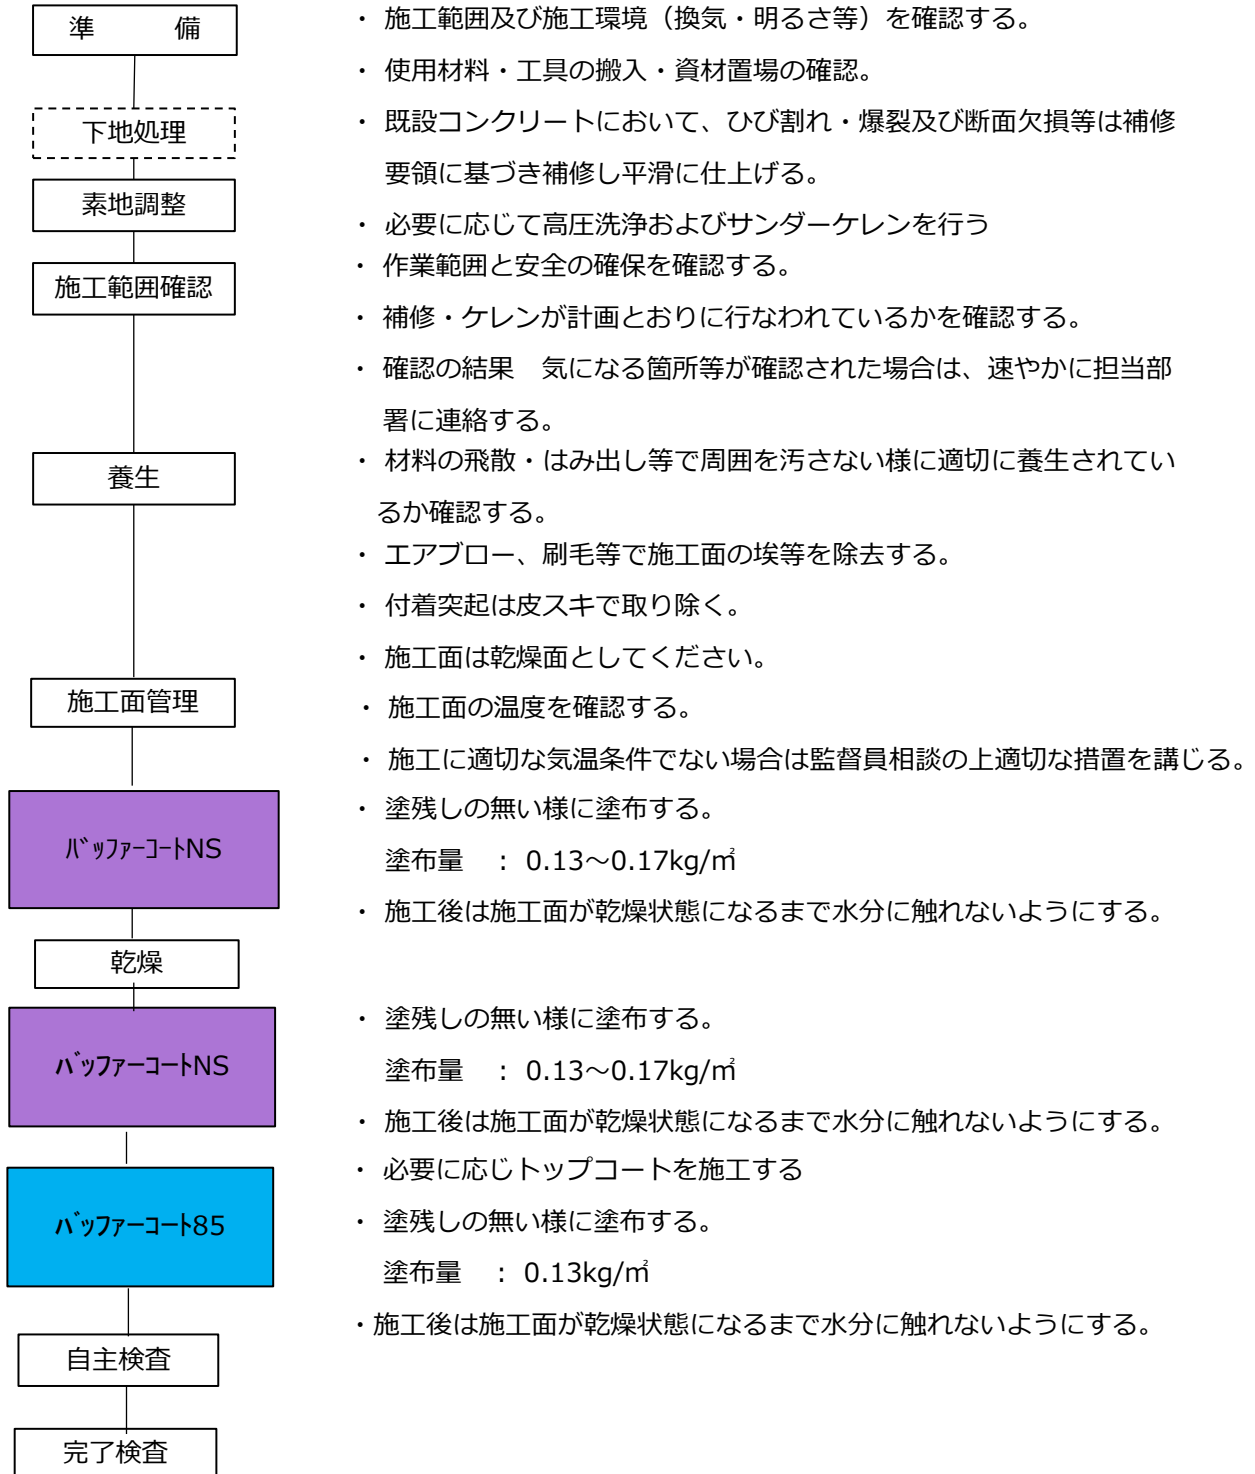 準　　　備
・ 施工範囲及び施工環境（換気・明るさ等）を確認する。
・ 使用材料・工具の搬入・資材置場の確認。
下地処理
・ 既設コンクリートにおいて、ひび割れ・爆裂及び断面欠損等は補修
要領に基づき補修し平滑に仕上げる。
素地調整
・ 必要に応じて高圧洗浄およびサンダーケレンを行う
施工範囲確認
・ 作業範囲と安全の確保を確認する。
・ 補修・ケレンが計画とおりに行なわれているかを確認する。
・ 確認の結果　気になる箇所等が確認された場合は、速やかに担当部
署に連絡する。
養生
・ 材料の飛散・はみ出し等で周囲を汚さない様に適切に養生されてい
るか確認する。
・ エアブロー、刷毛等で施工面の埃等を除去する。
・ 付着突起は皮スキで取り除く。
・ 施工面は乾燥面としてください。
施工面管理
・ 施工面の温度を確認する。
・ 施工に適切な気温条件でない場合は監督員相談の上適切な措置を講じる。
ﾊﾞｯﾌｧｰｺｰﾄNS
・ 塗残しの無い様に塗布する。
塗布量　： 0.13～0.17kg/㎡
・ 施工後は施工面が乾燥状態になるまで水分に触れないようにする。
乾燥
ﾊﾞｯﾌｧｰｺｰﾄNS
・ 塗残しの無い様に塗布する。
塗布量　： 0.13～0.17kg/㎡
・ 施工後は施工面が乾燥状態になるまで水分に触れないようにする。
ﾊﾞｯﾌｧｰｺｰﾄ85
・ 必要に応じトップコートを施工する
・ 塗残しの無い様に塗布する。
塗布量　： 0.13kg/㎡
・施工後は施工面が乾燥状態になるまで水分に触れないようにする。
自主検査
完了検査